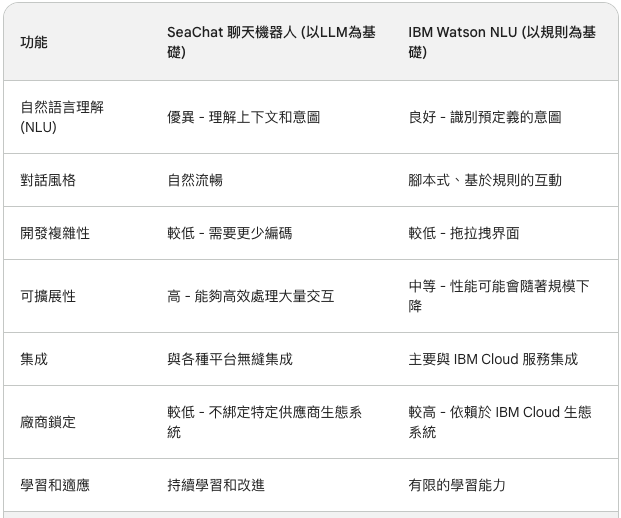 功能
SeaChat 聊天機器人 (以LLM為基
礎)
IBM Watson NLU (以規則為基
礎)
自然語言理解
(NLU)
優異 - 理解上下文和意圖
良好 - 識別預定義的意圖
對話風格
自然流暢
腳本式、基於規則的互動
開發複雜性
較低 - 需要更少編碼
較低 - 拖拉拽界面
可擴展性
高 - 能夠高效處理大量交互
中等 - 性能可能會隨著規模下
降
集成
與各種平台無縫集成
主要與 IBM Cloud 服務集成
廠商鎖定
較低 - 不綁定特定供應商生態系
統
較高 - 依賴於 IBM Cloud 生態
系統
學習和適應
持續學習和改進
有限的學習能力